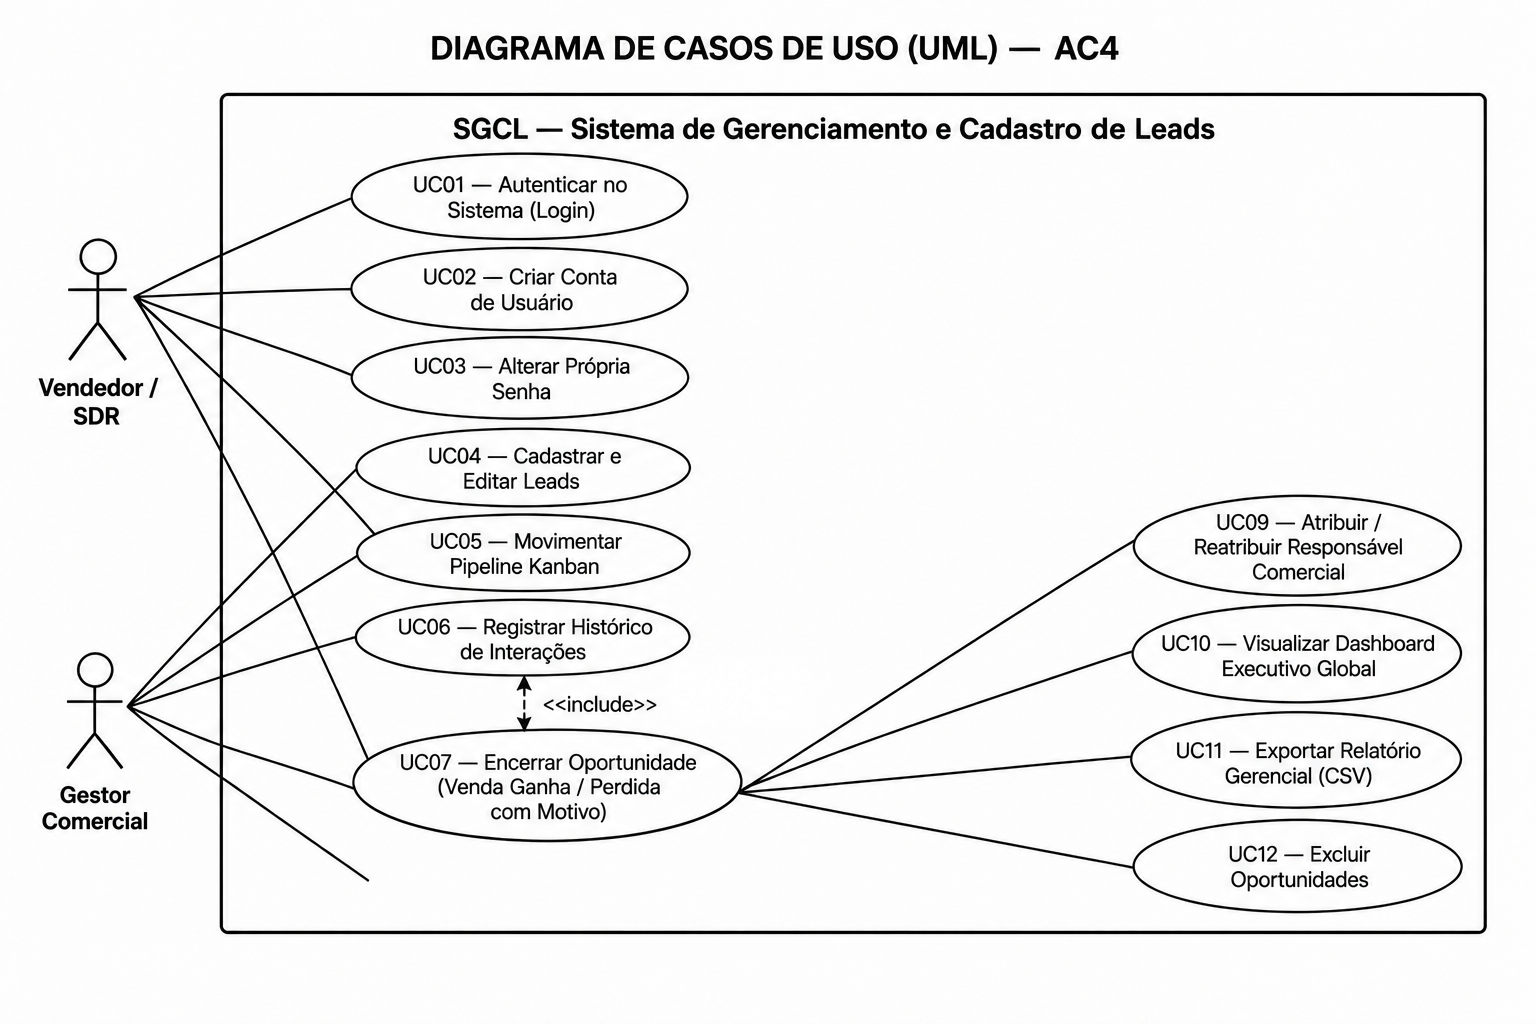 DIAGRAMA DE CASOS DE USO (UML) — AC4
SGCL — Sistema de Gerenciamento e Cadastro de Leads
UC01 — Autenticar no
Sistema (Login)
UC02 — Criar Conta
de Usuário
UC03 — Alterar Própria
Senha
Vendedor /
SDR
UC04 — Cadastrar e
Editar Leads
UC05 — Movimentar
Pipeline Kanban
UC06 — Registrar Histórico
de Interações
<<include>>
UC07 — Encerrar Oportunidade
(Venda Ganha / Perdida
com Motivo)
Gestor
Comercial
UC09 — Atribuir /
Reatribuir Responsável
Comercial
UC10 — Visualizar Dashboard
Executivo Global
UC11 — Exportar Relatório
Gerencial (CSV)
UC12 — Excluir
Oportunidades